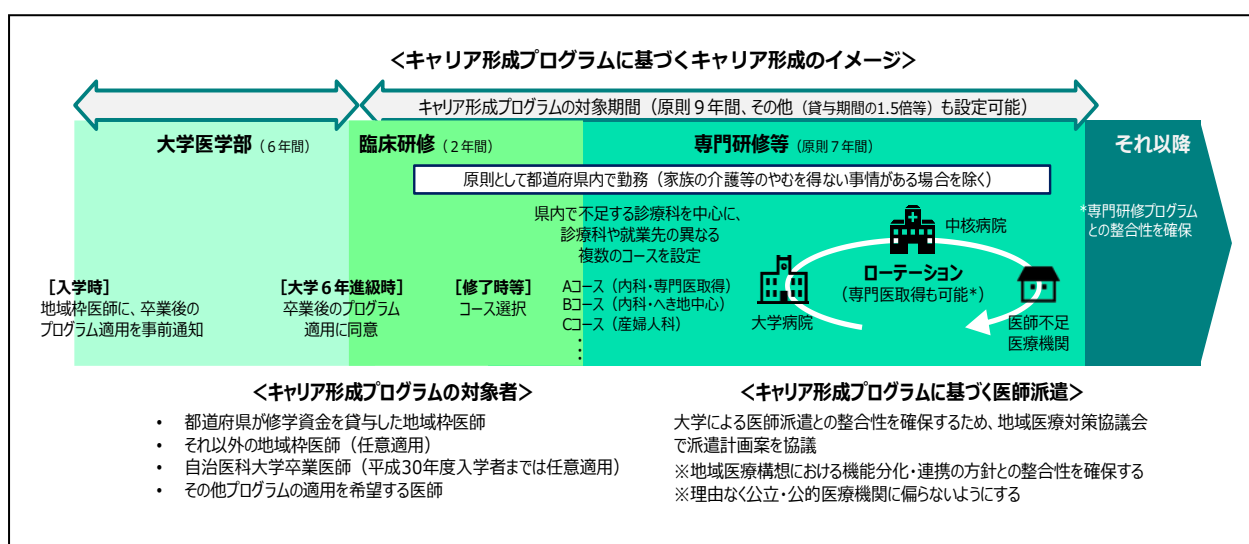 ＜キャリア形成プログラムに基づくキャリア形成のイメージ＞
キャリア形成プログラムの対象期間（原則９年間、その他（貸与期間の1.5倍等）も設定可能）
大学医学部（６年間）
臨床研修（２年間）
専門研修等（原則７年間）
それ以降
原則として都道府県内で勤務（家族の介護等のやむを得ない事情がある場合を除く）
*専門研修プログラム
との整合性を確保
県内で不足する診療科を中心に、
診療科や就業先の異なる
複数のコースを設定
中核病院
ローテーション
（専門医取得も可能*）
大学病院
医師不足
医療機関
［入学時］
地域枠医師に、卒業後の
プログラム適用を事前通知
［大学６年進級時］
卒業後のプログラム
適用に同意
［修了時等］
コース選択
Aコース（内科・専門医取得）
Bコース（内科・へき地中心）
Cコース（産婦人科）
：
＜キャリア形成プログラムの対象者＞
• 都道府県が修学資金を貸与した地域枠医師
• それ以外の地域枠医師（任意適用）
• 自治医科大学卒業医師（平成30年度入学者までは任意適用）
• その他プログラムの適用を希望する医師
＜キャリア形成プログラムに基づく医師派遣＞
大学による医師派遣との整合性を確保するため、地域医療対策協議会
で派遣計画案を協議
※地域医療構想における機能分化・連携の方針との整合性を確保する
※理由なく公立・公的医療機関に偏らないようにする